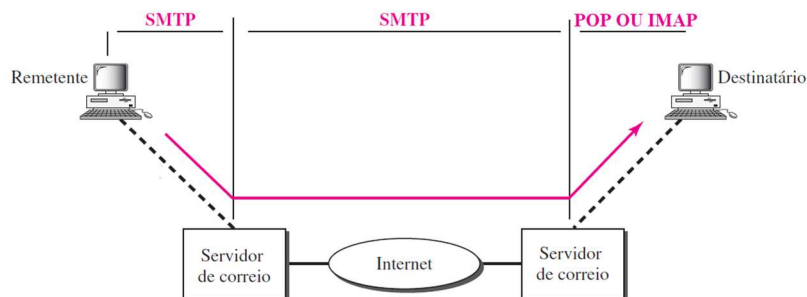 SMTP
SMTP
POP OU IMAP
Remetente
Destinatário
Servidor
de correio
Internet
Servidor
de correio